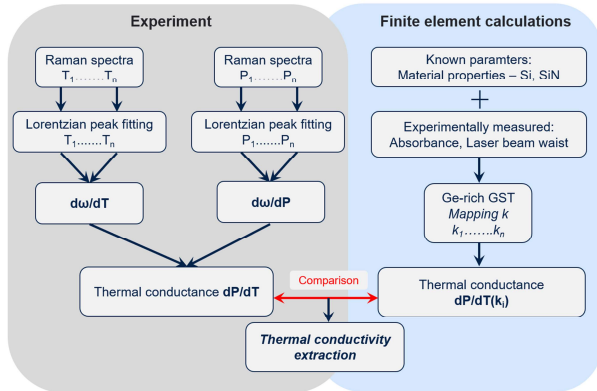 Experiment
Raman spectra
T1.......Tn
Raman spectra
P1.......Pn
Lorentzian peak fitting
T1.......Tn
Lorentzian peak fitting
P1.......Pn
dω/dT
dω/dP
Thermal conductance dP/dT
Finite element calculations
Known paramters:
Material properties – Si, SiN
+
Experimentally measured:
Absorbance, Laser beam waist
Ge-rich GST
Mapping k
k1.......kn
Thermal conductance
dP/dT(ki)
Comparison
Thermal conductivity
extraction